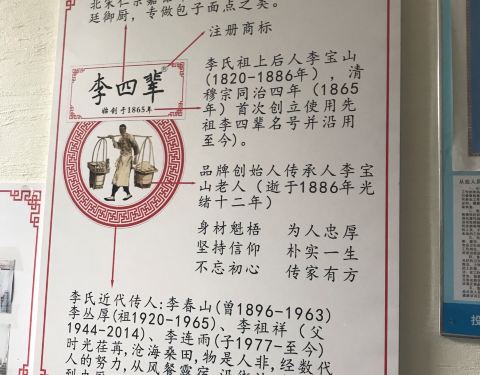 北宋仁宗嘉
廷御厨，专做包子面点之类。
注册商标
李四辈
始创于1865年
李氏祖上后人李宝山
(1820-1886年)，清
穆宗同治四年（1865
年）首次创立使用先
祖李四辈名号并沿用
至今)。
品牌创始人传承人李宝
山老人（逝于1886年光
绪十二年）
身材魁梧 为人忠厚
坚持信仰 朴实一生
不忘初心 传家有方
李氏近代传人:李春山(曾1896-1963)
李丛厚(祖1920-1965)、李祖祥（父
1944-2014)、李连雨(子1977-至今)
时光荏苒,沧海桑田,物是人非,经数代
人的努力,从风餐露宿